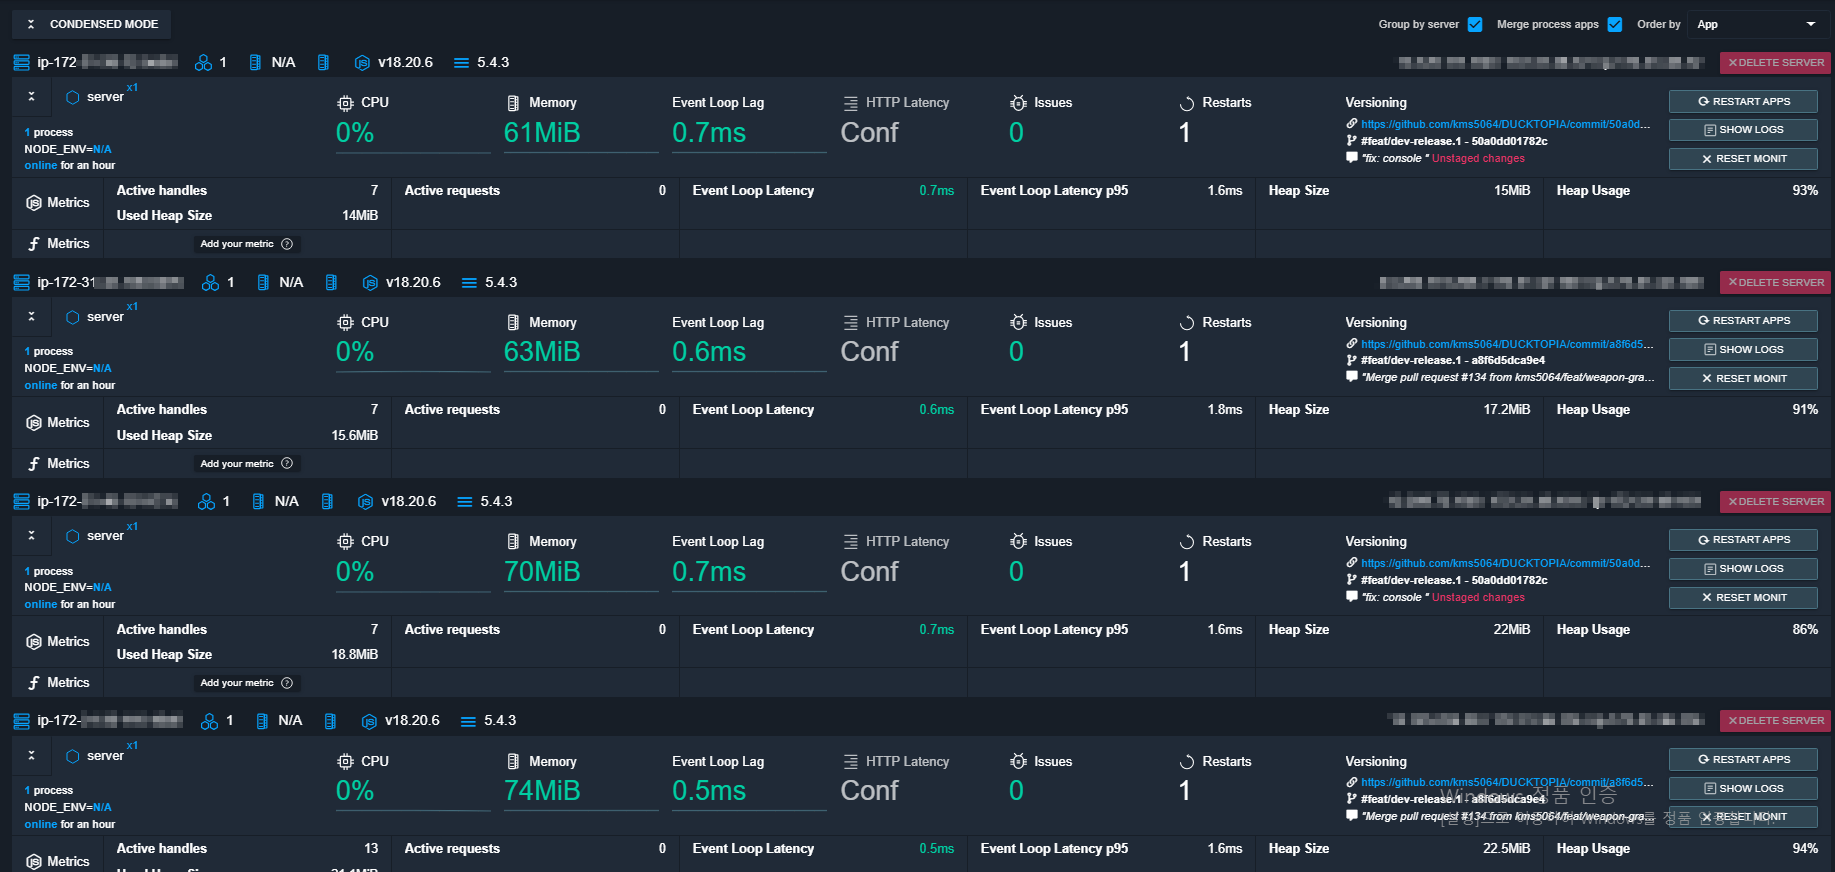 CONDENSED MODE
Group by server Merge process apps Order by App
ip-172- 1 N/A v18.20.6 5.4.3 DELETE SERVER
server x1
CPU Memory Event Loop Lag HTTP Latency Issues Restarts Versioning
0% 61MiB 0.7ms Conf 0 1
https://github.com/kms5064/DUCKTOPIA/commit/50a0d...
#feat/dev-release.1 - 50a0dd01782c
"fix: console " Unstaged changes
RESTART APPS
SHOW LOGS
RESET MONIT
1 process
NODE_ENV=N/A
online for an hour
Metrics
Active handles 7 Active requests 0 Event Loop Latency 0.7ms Event Loop Latency p95 1.6ms Heap Size 15MiB Heap Usage 93%
Used Heap Size 14MiB
Metrics Add your metric ?
ip-172-31 1 N/A v18.20.6 5.4.3 DELETE SERVER
server x1
CPU Memory Event Loop Lag HTTP Latency Issues Restarts Versioning
0% 63MiB 0.6ms Conf 0 1
https://github.com/kms5064/DUCKTOPIA/commit/a8f6d5...
#feat/dev-release.1 - a8f6d5dca9e4
"Merge pull request #134 from kms5064/feat/weapon-gra...
RESTART APPS
SHOW LOGS
RESET MONIT
1 process
NODE_ENV=N/A
online for an hour
Metrics
Active handles 7 Active requests 0 Event Loop Latency 0.6ms Event Loop Latency p95 1.8ms Heap Size 17.2MiB Heap Usage 91%
Used Heap Size 15.6MiB
Metrics Add your metric ?
ip-172- 1 N/A v18.20.6 5.4.3 DELETE SERVER
server x1
CPU Memory Event Loop Lag HTTP Latency Issues Restarts Versioning
0% 70MiB 0.7ms Conf 0 1
https://github.com/kms5064/DUCKTOPIA/commit/50a0d...
#feat/dev-release.1 - 50a0dd01782c
"fix: console " Unstaged changes
RESTART APPS
SHOW LOGS
RESET MONIT
1 process
NODE_ENV=N/A
online for an hour
Metrics
Active handles 7 Active requests 0 Event Loop Latency 0.7ms Event Loop Latency p95 1.6ms Heap Size 22MiB Heap Usage 86%
Used Heap Size 18.8MiB
Metrics Add your metric ?
ip-172- 1 N/A v18.20.6 5.4.3 DELETE SERVER
server x1
CPU Memory Event Loop Lag HTTP Latency Issues Restarts Versioning
0% 74MiB 0.5ms Conf 0 1
https://github.com/kms5064/DUCKTOPIA/commit/a8f6d5...
#feat/dev-release.1 - a8f6d5dca9e4
"Merge pull request #134 from kms5064/feat/weapon-gra...
RESTART APPS
SHOW LOGS
RESET MONIT
Windows 정품 인증
Windows를 정품 인증합니다.
1 process
NODE_ENV=N/A
online for an hour
Metrics
Active handles 13 Active requests 0 Event Loop Latency 0.5ms Event Loop Latency p95 1.6ms Heap Size 22.5MiB Heap Usage 94%